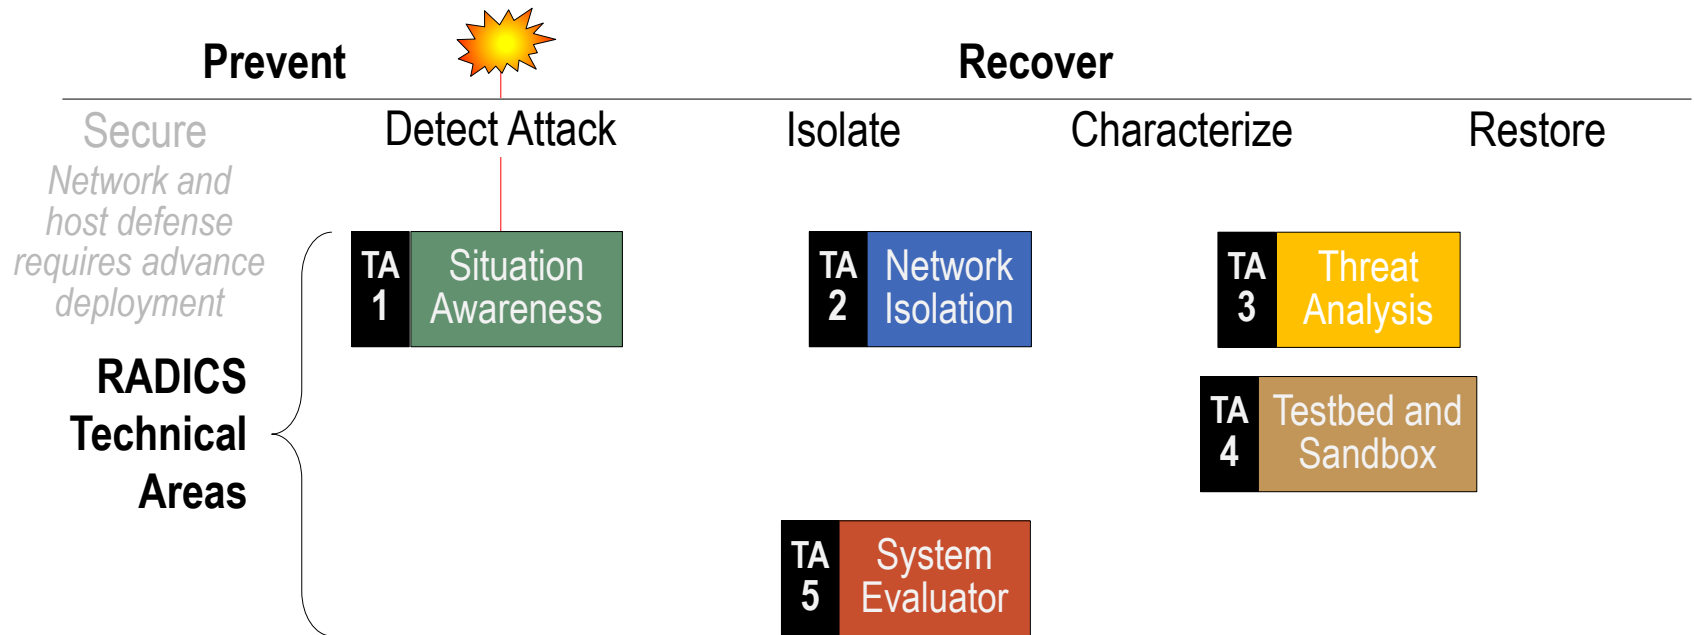 Prevent
Recover
Secure
Detect Attack
Isolate
Characterize
Restore
Network and
host defense
requires advance
deployment
RADICS
Technical
Areas
TA
1
Situation
Awareness
TA
2
Network
Isolation
TA
3
Threat
Analysis
TA
4
Testbed and
Sandbox
TA
5
System
Evaluator